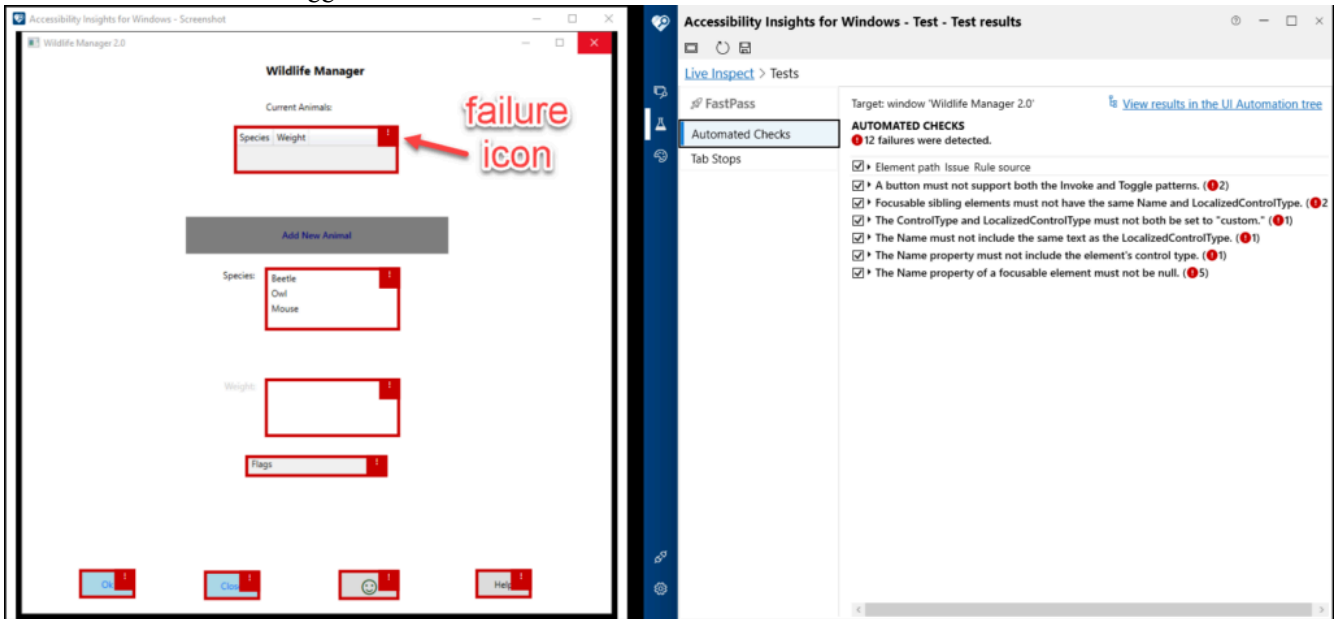 Accessibility Insights for Windows - Screenshot
Wildlife Manager 2.0
Wildlife Manager
Current Animals:
Species Weight
!
failure
icon
Add New Animal
Species:
Beetle
!
Owl
Mouse
Weight:
!
Flags
!
Ok
!
Clos
!
!
Help
!
Accessibility Insights for Windows - Test - Test results
Live Inspect > Tests
FastPass
Automated Checks
Tab Stops
Target: window 'Wildlife Manager 2.0'
View results in the UI Automation tree
AUTOMATED CHECKS
!12 failures were detected.
Element path Issue Rule source
A button must not support both the Invoke and Toggle patterns. (!2)
Focusable sibling elements must not have the same Name and LocalizedControlType. (!2
The ControlType and LocalizedControlType must not both be set to "custom." (!1)
The Name must not include the same text as the LocalizedControlType. (!1)
The Name property must not include the element's control type. (!1)
The Name property of a focusable element must not be null. (!5)